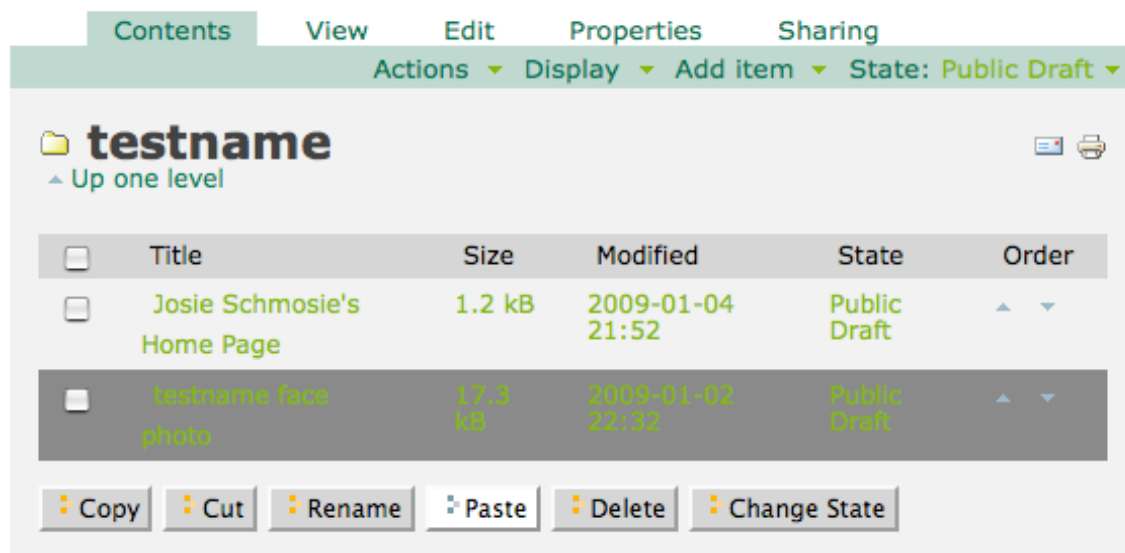 Contents View Edit Properties Sharing
Actions Display Add item State: Public Draft
testname
Up one level
Title Size Modified State Order
Josie Schmosie's Home Page 1.2 kB 2009-01-04 21:52 Public Draft
testname face photo 17.3 kB 2009-01-02 22:32 Public Draft
Copy Cut Rename Paste Delete Change State